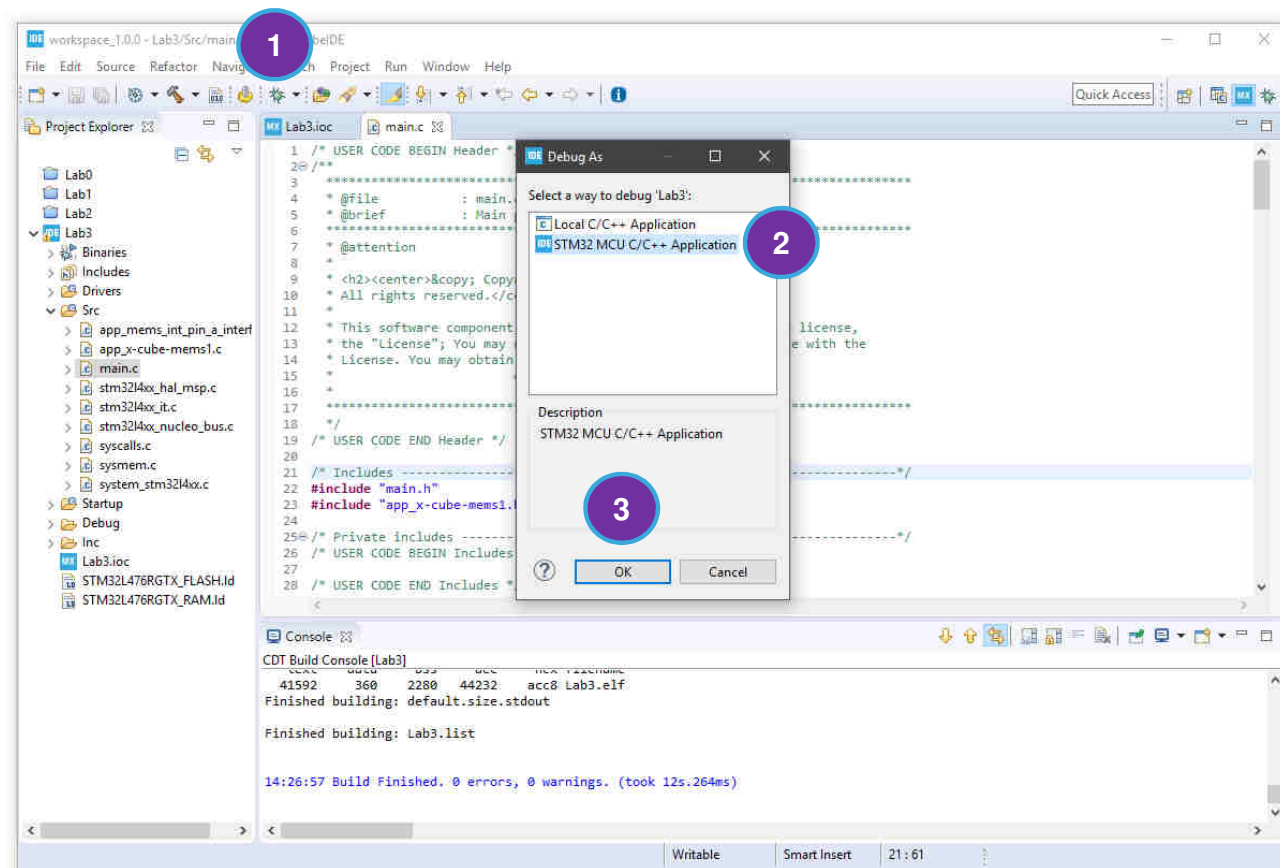 1
workspace_1.0.0 - Lab3/Src/main
IDE
File Edit Source Refactor Project Run Window Help
Quick Access
Project Explorer
Lab0
Lab1
Lab2
Lab3
Binaries
Includes
Drivers
Src
app_mems_int_pin_a_interf
app_x-cube-mems1.c
main.c
stm32l4xx_hal_msp.c
stm32l4xx_it.c
stm32l4xx_nucleo_bus.c
syscalls.c
sysmem.c
system_stm32l4xx.c
Startup
Debug
Inc
Lab3.ioc
STM32L476RGTX_FLASH.ld
STM32L476RGTX_RAM.ld
Lab3.ioc main.c
1 /* USER CODE BEGIN Header *
2 /**
3 ******************************
4 * @file : main.
5 * @brief : Main
6 ******************************
7 * @attention
8 *
9 * <h2><center>&copy; Copy
10 * All rights reserved.</c
11 *
12 * This software component license,
13 * the "License"; You may e with the
14 * License. You may obtain
15 *
16 *
17 ******************************
18 */
19 /* USER CODE END Header */
20
21 /* Includes ------------------*/
22 #include "main.h"
23 #include "app_x-cube-mems1.
24
25 /* Private includes ------------------*/
26 /* USER CODE BEGIN Includes
27
28 /* USER CODE END Includes *
Debug As
Select a way to debug 'Lab3':
Local C/C++ Application
STM32 MCU C/C++ Application
2
Description
STM32 MCU C/C++ Application
3
OK Cancel
Console
CDT Build Console [Lab3]
41592 360 2280 44232 acc8 Lab3.elf
Finished building: default.size.stdout
Finished building: Lab3.list
14:26:57 Build Finished. 0 errors, 0 warnings. (took 12s.264ms)
Writable Smart Insert 21 : 61